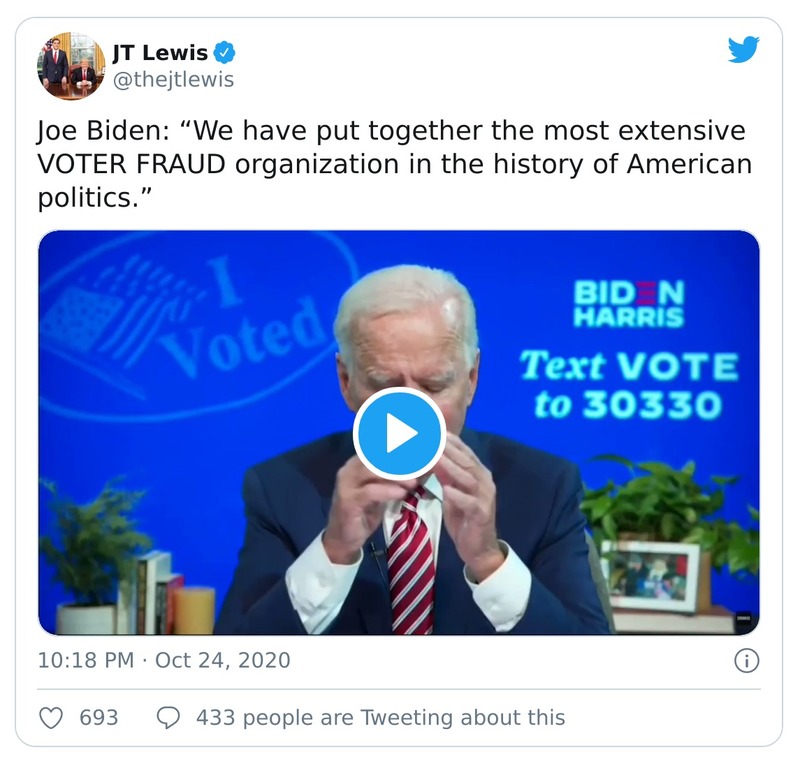 JT Lewis
@thejtlewis
Joe Biden: “We have put together the most extensive
VOTER FRAUD organization in the history of American
politics.”
I
Voted
BIDEN
HARRIS
Text VOTE
to 30330
10:18 PM · Oct 24, 2020
693
433 people are Tweeting about this